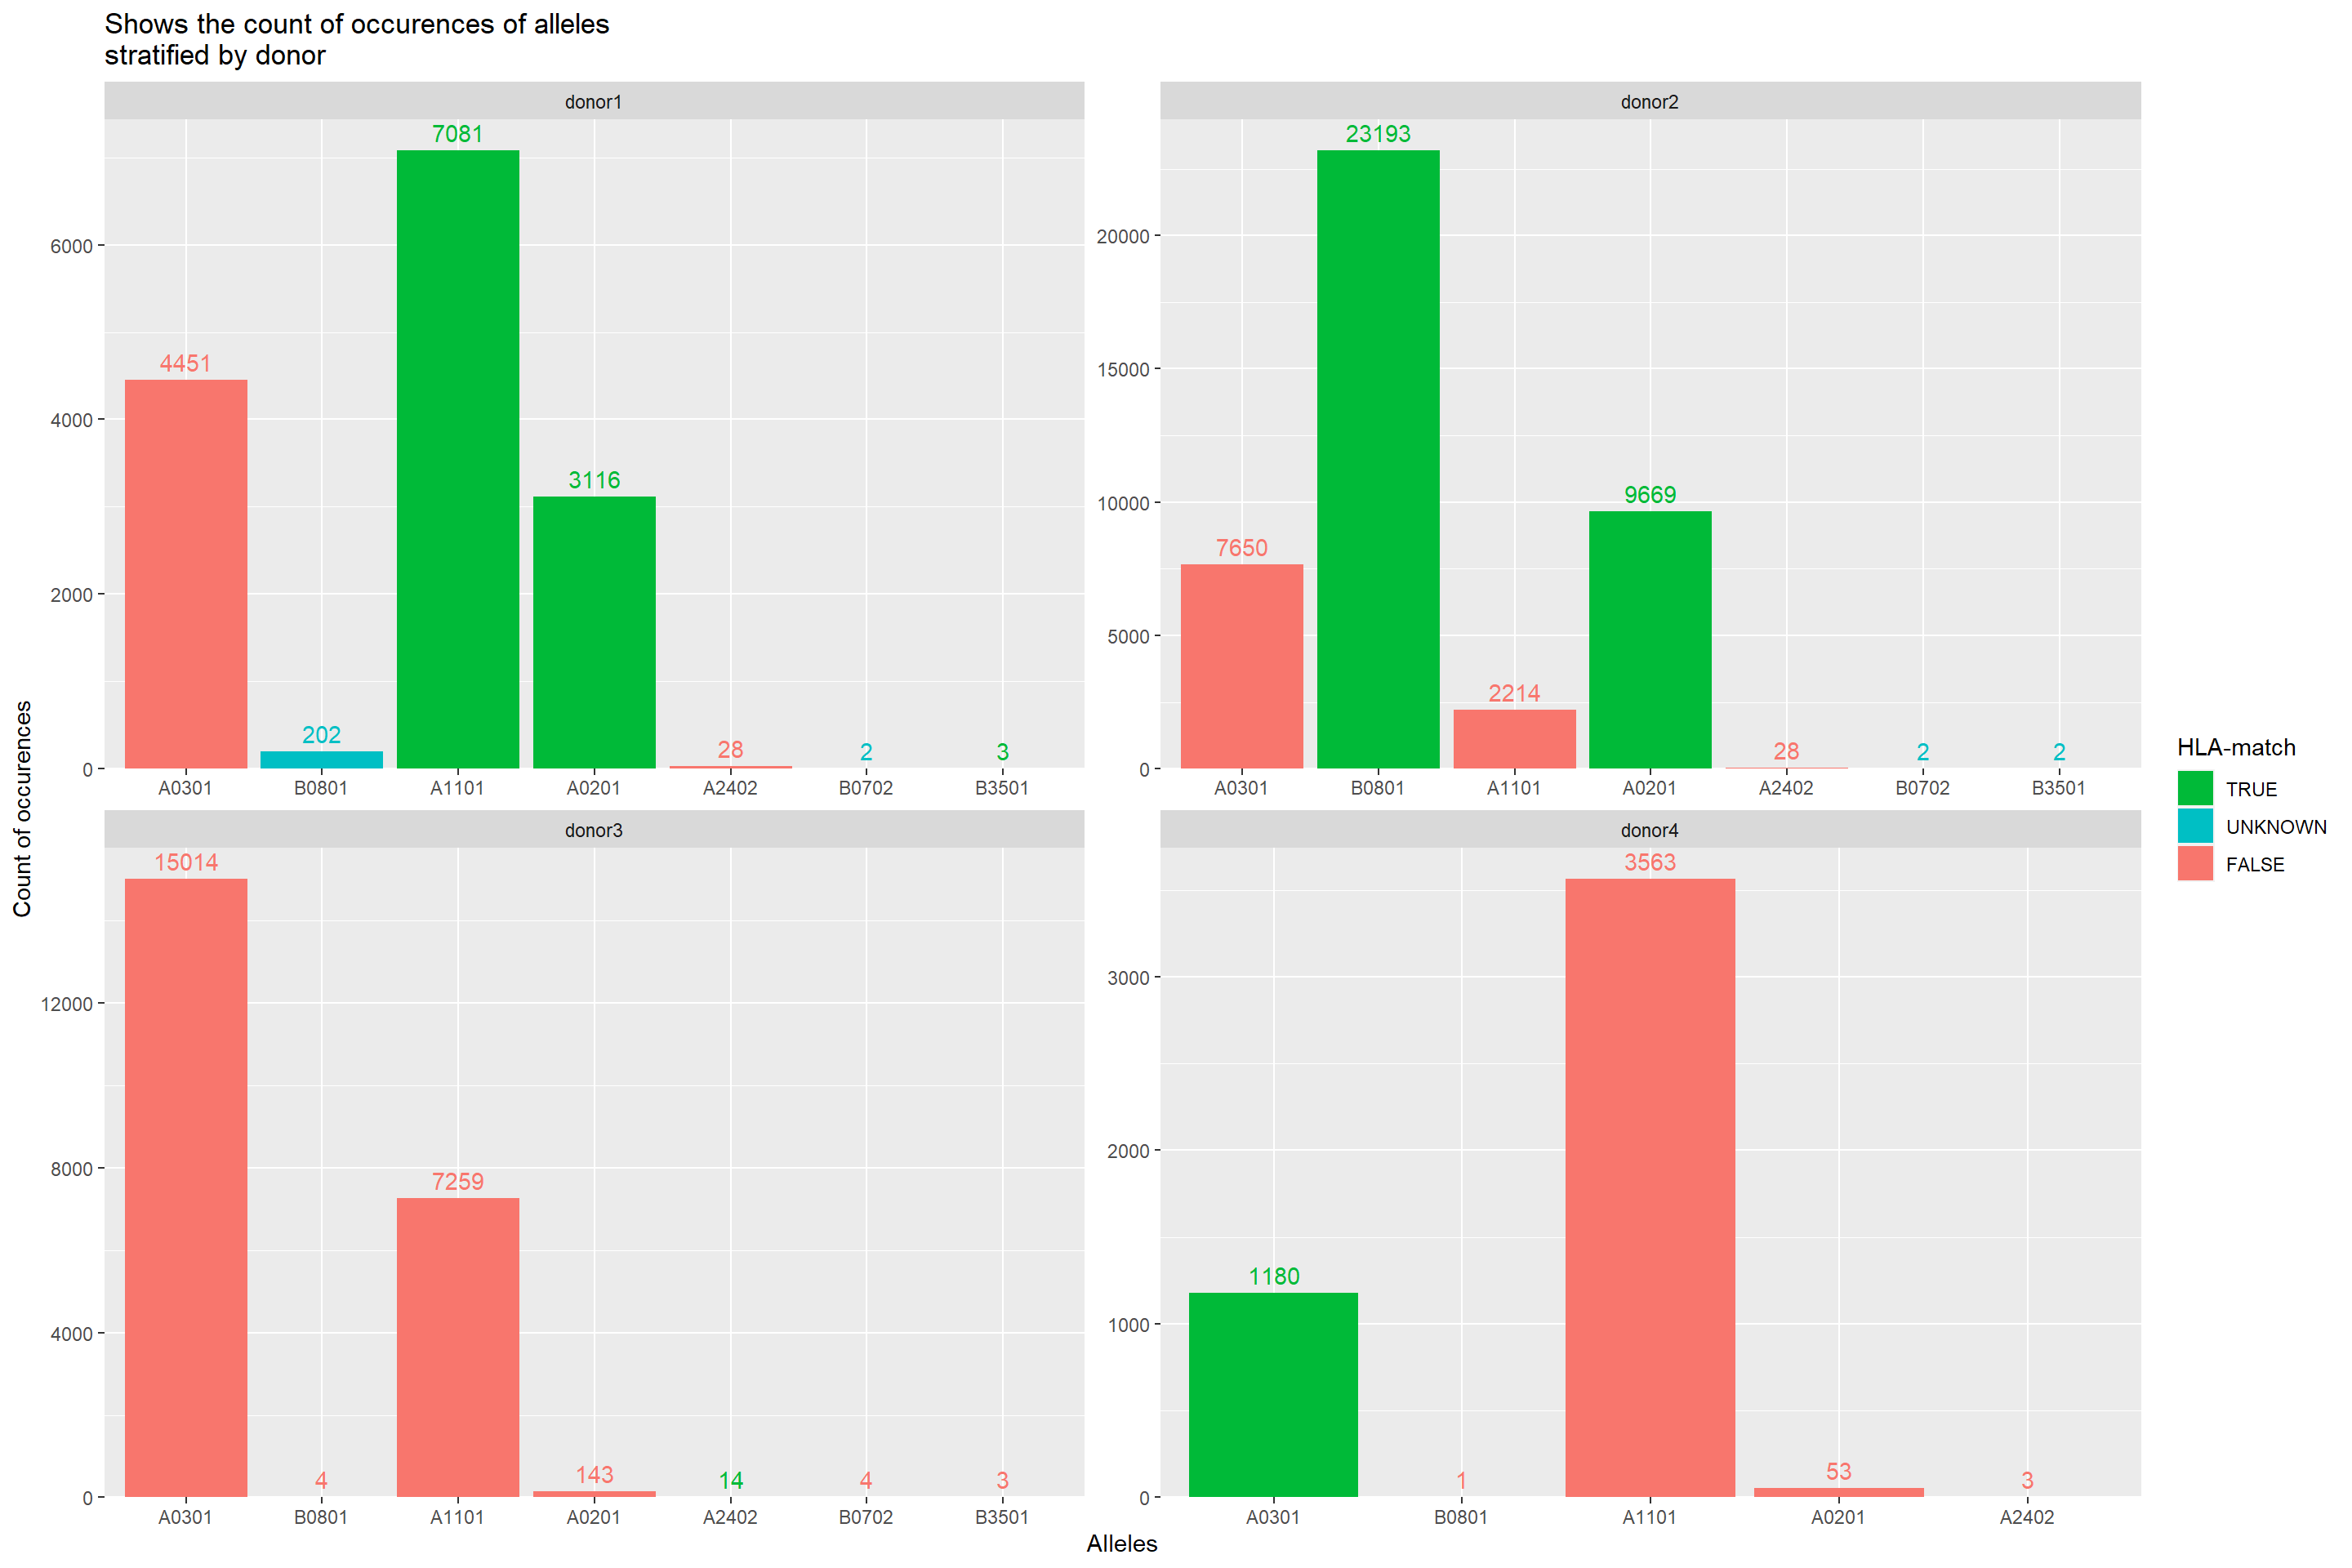 Shows the count of occurences of alleles
stratified by donor
donor1
7081
4451
3116
202
28
2
3
6000
4000
2000
0
A0301 B0801 A1101 A0201 A2402 B0702 B3501
donor2
23193
9669
7650
2214
28
2
2
20000
15000
10000
5000
0
A0301 B0801 A1101 A0201 A2402 B0702 B3501
donor3
15014
7259
143
4
14
4
3
12000
8000
4000
0
A0301 B0801 A1101 A0201 A2402 B0702 B3501
donor4
3563
1180
53
1
3
3000
2000
1000
0
A0301 B0801 A1101 A0201 A2402
Count of occurences
Alleles
HLA-match
TRUE
UNKNOWN
FALSE